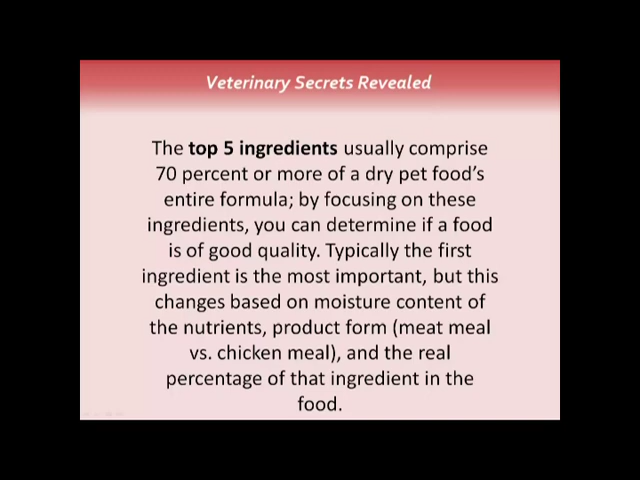 Veterinary Secrets Revealed
The top 5 ingredients usually comprise
70 percent or more of a dry pet food's
entire formula; by focusing on these
ingredients, you can determine if a food
is of good quality. Typically the first
ingredient is the most important, but this
changes based on moisture content of
the nutrients, product form (meat meal
vs. chicken meal), and the real
percentage of that ingredient in the
food.